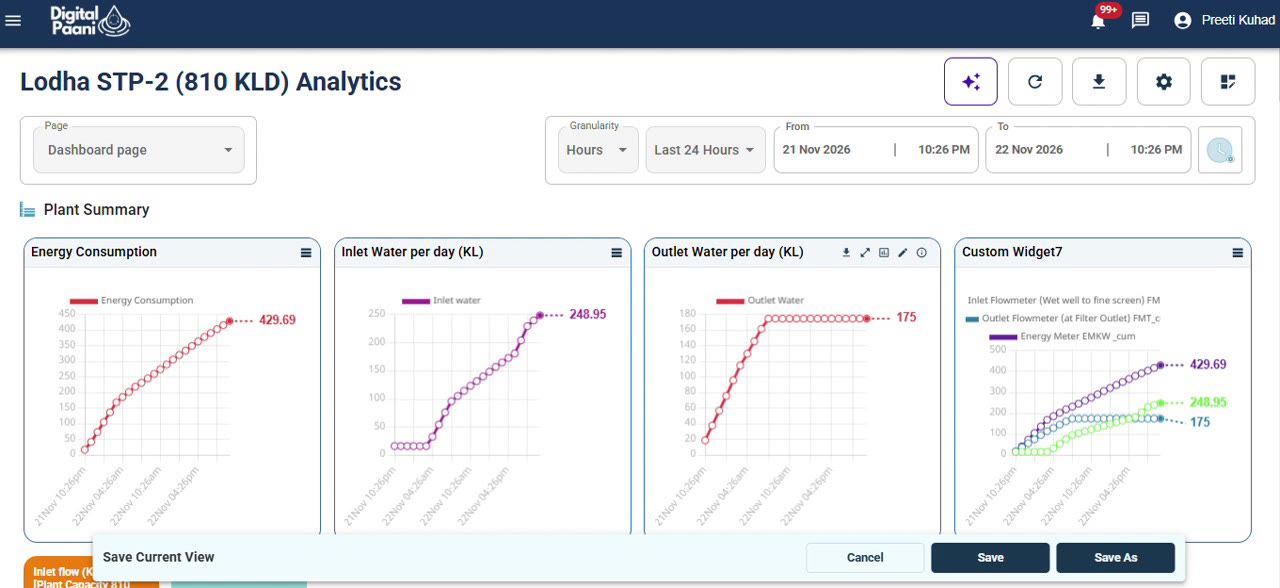 Digital
Paani
99+
Preeti Kuhad
Lodha STP-2 (810 KLD) Analytics
Page
Dashboard page
Granularity
Hours
Last 24 Hours
From
21 Nov 2026 | 10:26 PM
To
22 Nov 2026 | 10:26 PM
Plant Summary
Energy Consumption
Energy Consumption
450
400
350
300
250
200
150
100
50
0
429.69
21Nov 10:26pm
22Nov 04:26am
22Nov 10:26am
22Nov 04:26pm
Inlet Water per day (KL)
Inlet water
250
200
150
100
50
0
248.95
21Nov 10:26pm
22Nov 04:26am
22Nov 10:26am
22Nov 04:26pm
Outlet Water per day (KL)
Outlet Water
180
160
140
120
100
80
60
40
20
0
175
21Nov 10:26pm
22Nov 04:26am
22Nov 10:26am
22Nov 04:26pm
Custom Widget7
Inlet Flowmeter (Wet well to fine screen) FM
Outlet Flowmeter (at Filter Outlet) FMT_c
Energy Meter EMKW _cum
500
400
300
200
100
0
429.69
248.95
175
21Nov 10:26pm
22Nov 04:26am
22Nov 10:26am
22Nov 04:26pm
Save Current View
Cancel
Save
Save As
Inlet flow (K
[Plant Capacity 810